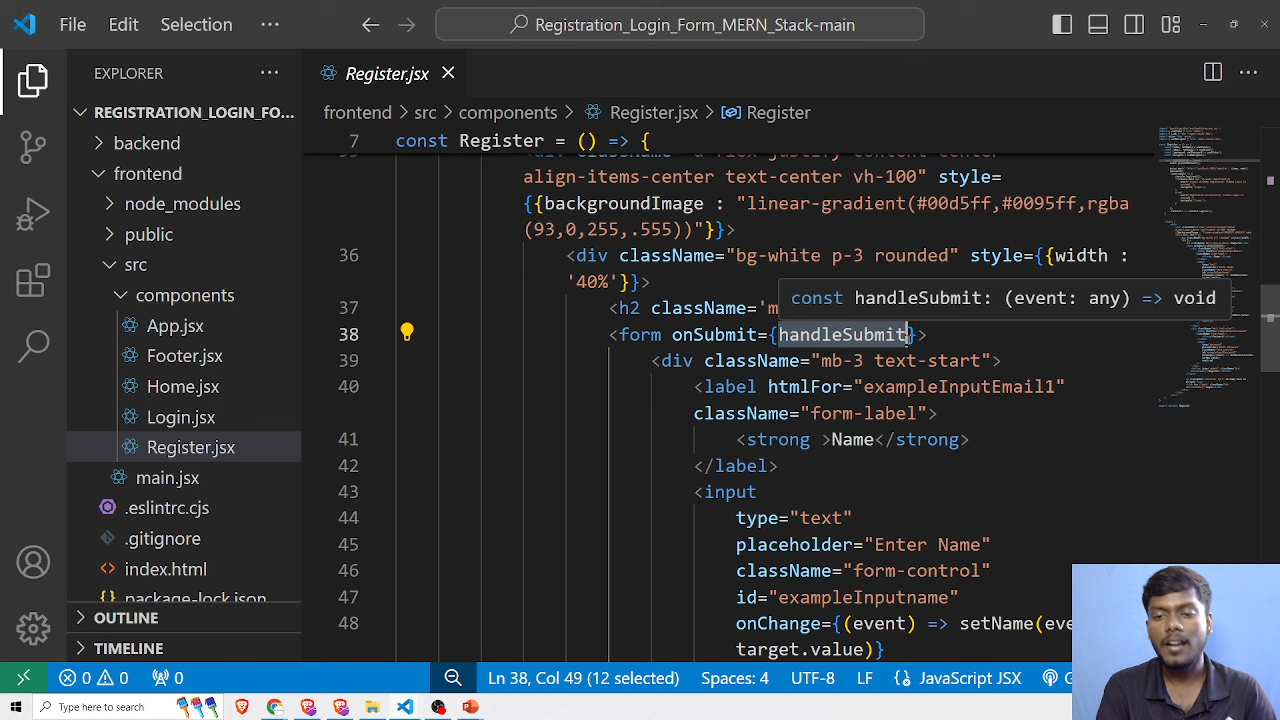 File Edit Selection ···
Registration_Login_Form_MERN_Stack-main
EXPLORER ···
REGISTRATION_LOGIN_FO...
backend
frontend
node_modules
public
src
components
App.jsx
Footer.jsx
Home.jsx
Login.jsx
Register.jsx
main.jsx
.eslintrc.cjs
.gitignore
index.html
package-lock.json
OUTLINE
TIMELINE
Register.jsx
frontend > src > components > Register.jsx > Register
7 const Register = () => {
align-items-center text-center vh-100" style=
{{backgroundImage : "linear-gradient(#00d5ff,#0095ff,rgba
(93,0,255,.555))"}}>
36 <div className="bg-white p-3 rounded" style={{width :
'40%'}}>
37 <h2 className='m
const handleSubmit: (event: any) => void
38 <form onSubmit={handleSubmit}>
39 <div className="mb-3 text-start">
40 <label htmlFor="exampleInputEmail1"
className="form-label">
41 <strong >Name</strong>
42 </label>
43 <input
44 type="text"
45 placeholder="Enter Name"
46 className="form-control"
47 id="exampleInputname"
48 onChange={(event) => setName(eve
target.value)}
0 0 0 Ln 38, Col 49 (12 selected) Spaces: 4 UTF-8 LF {} JavaScript JSX G
Type here to search